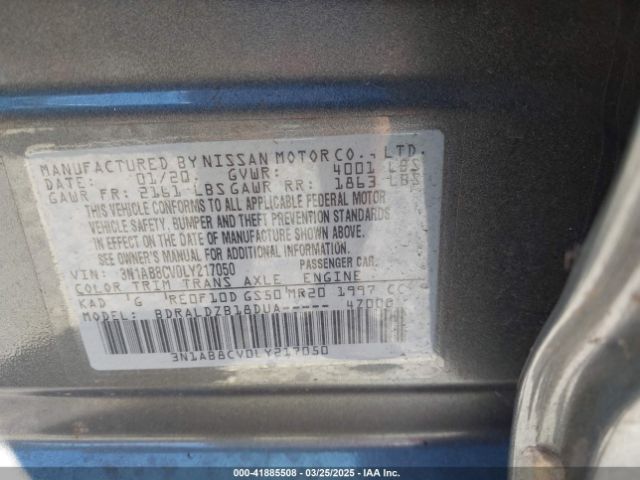 MANUFACTURED BY NISSAN MOTOR CO., LTD.
DATE: 01/20 GVWR: 4001 LBS
GAWR FR: 2161 LBS GAWR RR: 1863 LBS
THIS VEHICLE CONFORMS TO ALL APPLICABLE FEDERAL MOTOR
VEHICLE SAFETY, BUMPER AND THEFT PREVENTION STANDARDS
IN EFFECT ON THE DATE OF MANUFACTURE SHOWN ABOVE.
SEE OWNER'S MANUAL FOR ADDITIONAL INFORMATION.
VIN: 3N1AB8CV0LY217050 PASSENGER CAR.
COLOR TRIM TRANS AXLE ENGINE
KAD G RE0F10D GS50 MR20 1997 CC
MODEL: BDRALDZB18DUA----- 47008
3N1AB8CV0LY217050
000-41885508 | 03/25/2025 | IAA Inc.